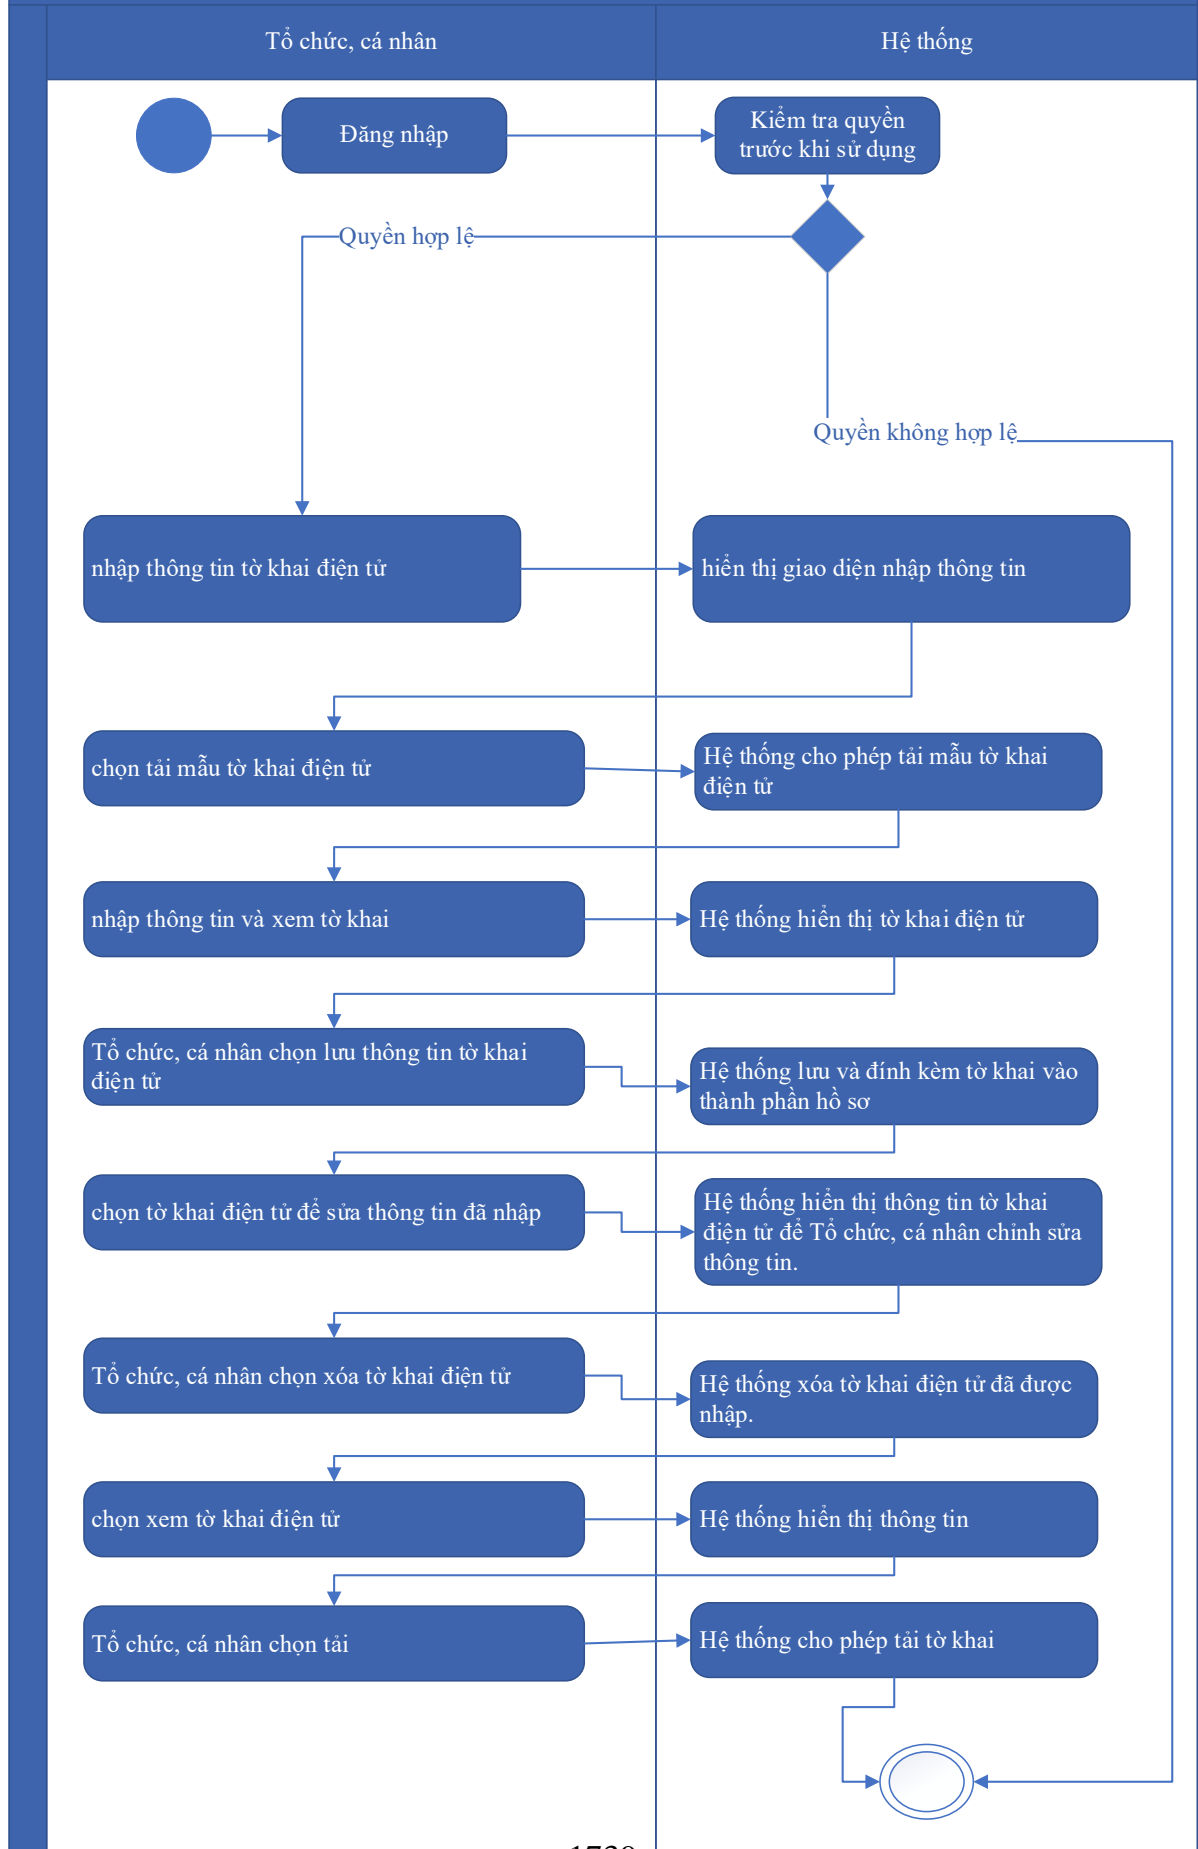 Tổ chức, cá nhân
Hệ thống
Đăng nhập
Kiểm tra quyền
trước khi sử dụng
Quyền hợp lệ
Quyền không hợp lệ
nhập thông tin tờ khai điện tử
hiển thị giao diện nhập thông tin
chọn tải mẫu tờ khai điện tử
Hệ thống cho phép tải mẫu tờ khai
điện tử
nhập thông tin và xem tờ khai
Hệ thống hiển thị tờ khai điện tử
Tổ chức, cá nhân chọn lưu thông tin tờ khai
điện tử
Hệ thống lưu và đính kèm tờ khai vào
thành phần hồ sơ
chọn tờ khai điện tử để sửa thông tin đã nhập
Hệ thống hiển thị thông tin tờ khai
điện tử để Tổ chức, cá nhân chỉnh sửa
thông tin.
Tổ chức, cá nhân chọn xóa tờ khai điện tử
Hệ thống xóa tờ khai điện tử đã được
nhập.
chọn xem tờ khai điện tử
Hệ thống hiển thị thông tin
Tổ chức, cá nhân chọn tải
Hệ thống cho phép tải tờ khai